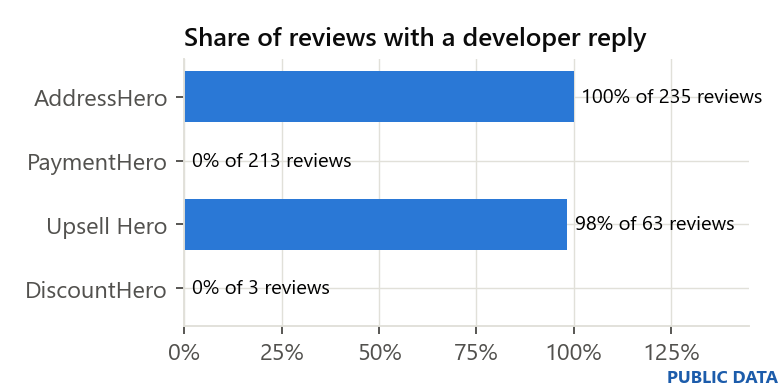 Share of reviews with a developer reply
AddressHero 100% of 235 reviews
PaymentHero 0% of 213 reviews
Upsell Hero 98% of 63 reviews
DiscountHero 0% of 3 reviews
0% 25% 50% 75% 100% 125%
PUBLIC DATA